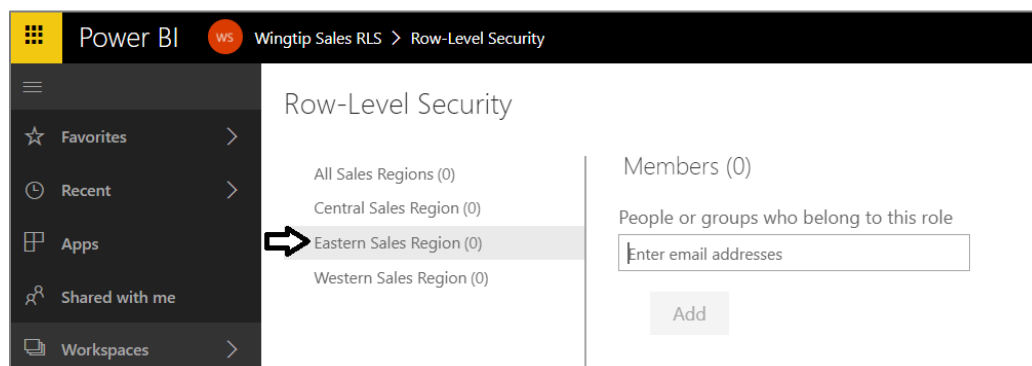 Power BI
WS
Wingtip Sales RLS > Row-Level Security
Favorites
Recent
Apps
Shared with me
Workspaces
Row-Level Security
All Sales Regions (0)
Central Sales Region (0)
Eastern Sales Region (0)
Western Sales Region (0)
Members (0)
People or groups who belong to this role
Enter email addresses
Add